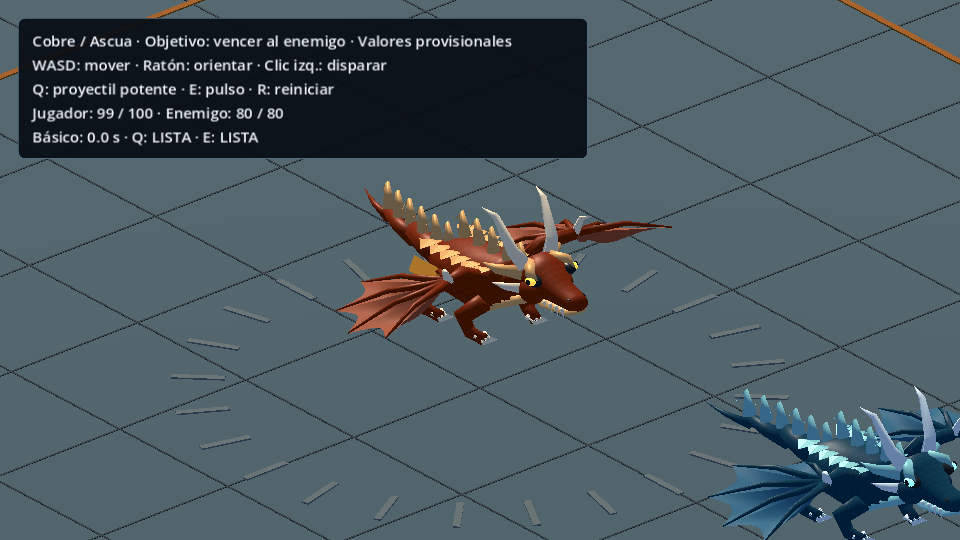 Cobre / Ascua · Objetivo: vencer al enemigo · Valores provisionales
WASD: mover · Ratón: orientar · Clic izq.: disparar
Q: proyectil potente · E: pulso · R: reiniciar
Jugador: 99 / 100 · Enemigo: 80 / 80
Básico: 0.0 s · Q: LISTA · E: LISTA